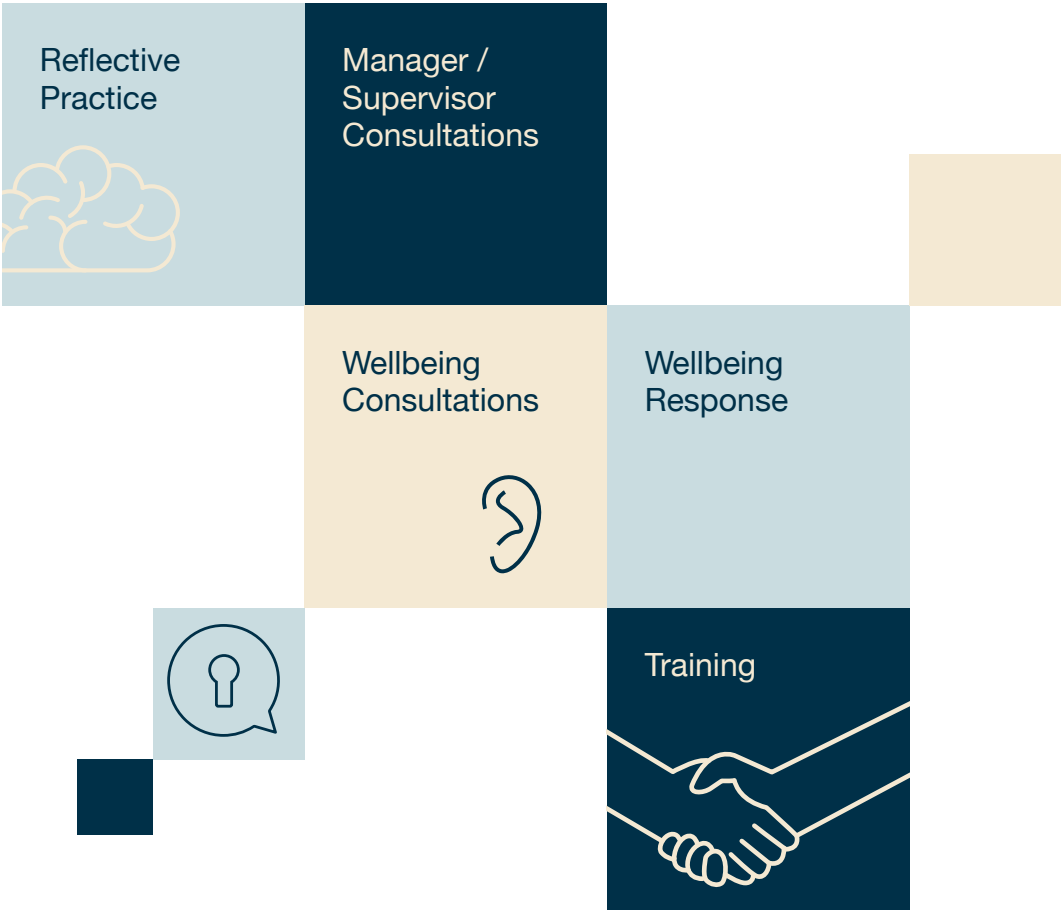 Reflective
Practice
Manager /
Supervisor
Consultations
Wellbeing
Consultations
Wellbeing
Response
Training